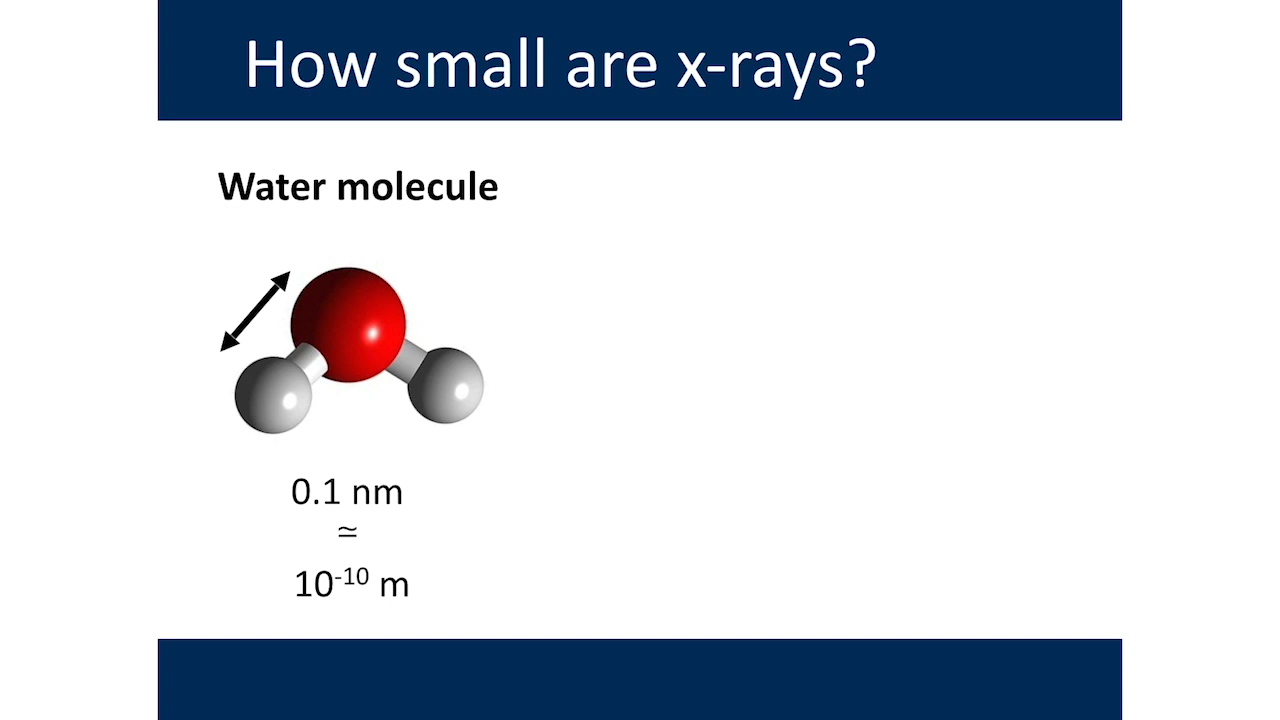 How small are x-rays?
Water molecule
0.1 nm
≃
10⁻¹⁰ m